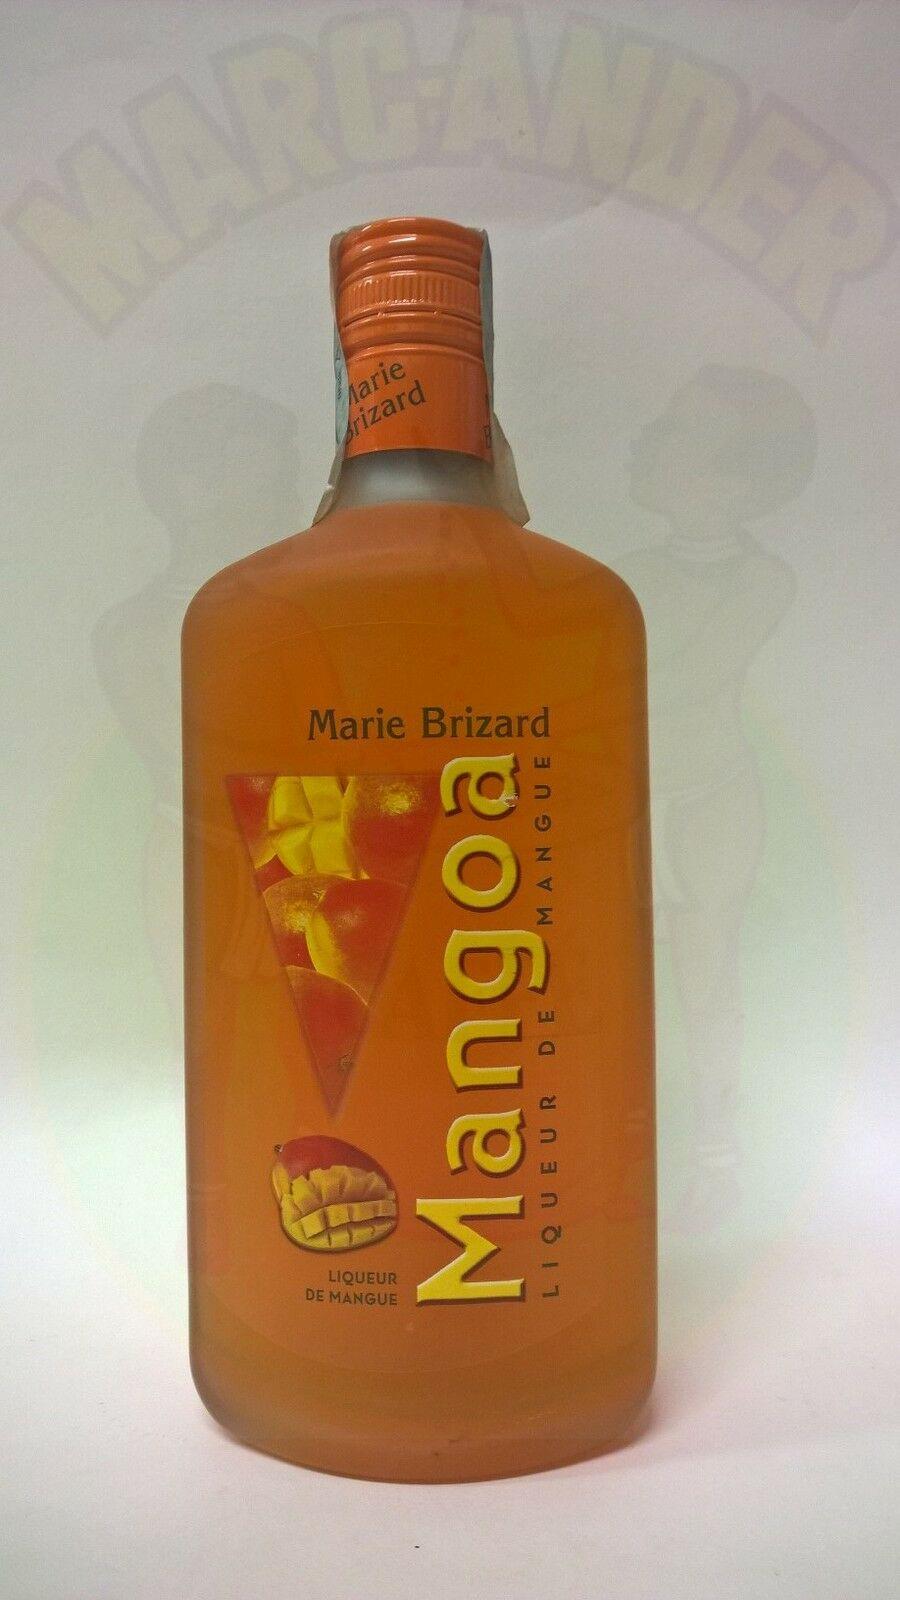 MARC-ANDER
Marie
Brizard
Marie Brizard
Mangoa
LIQUEUR DE MANGUE
LIQUEUR
DE MANGUE